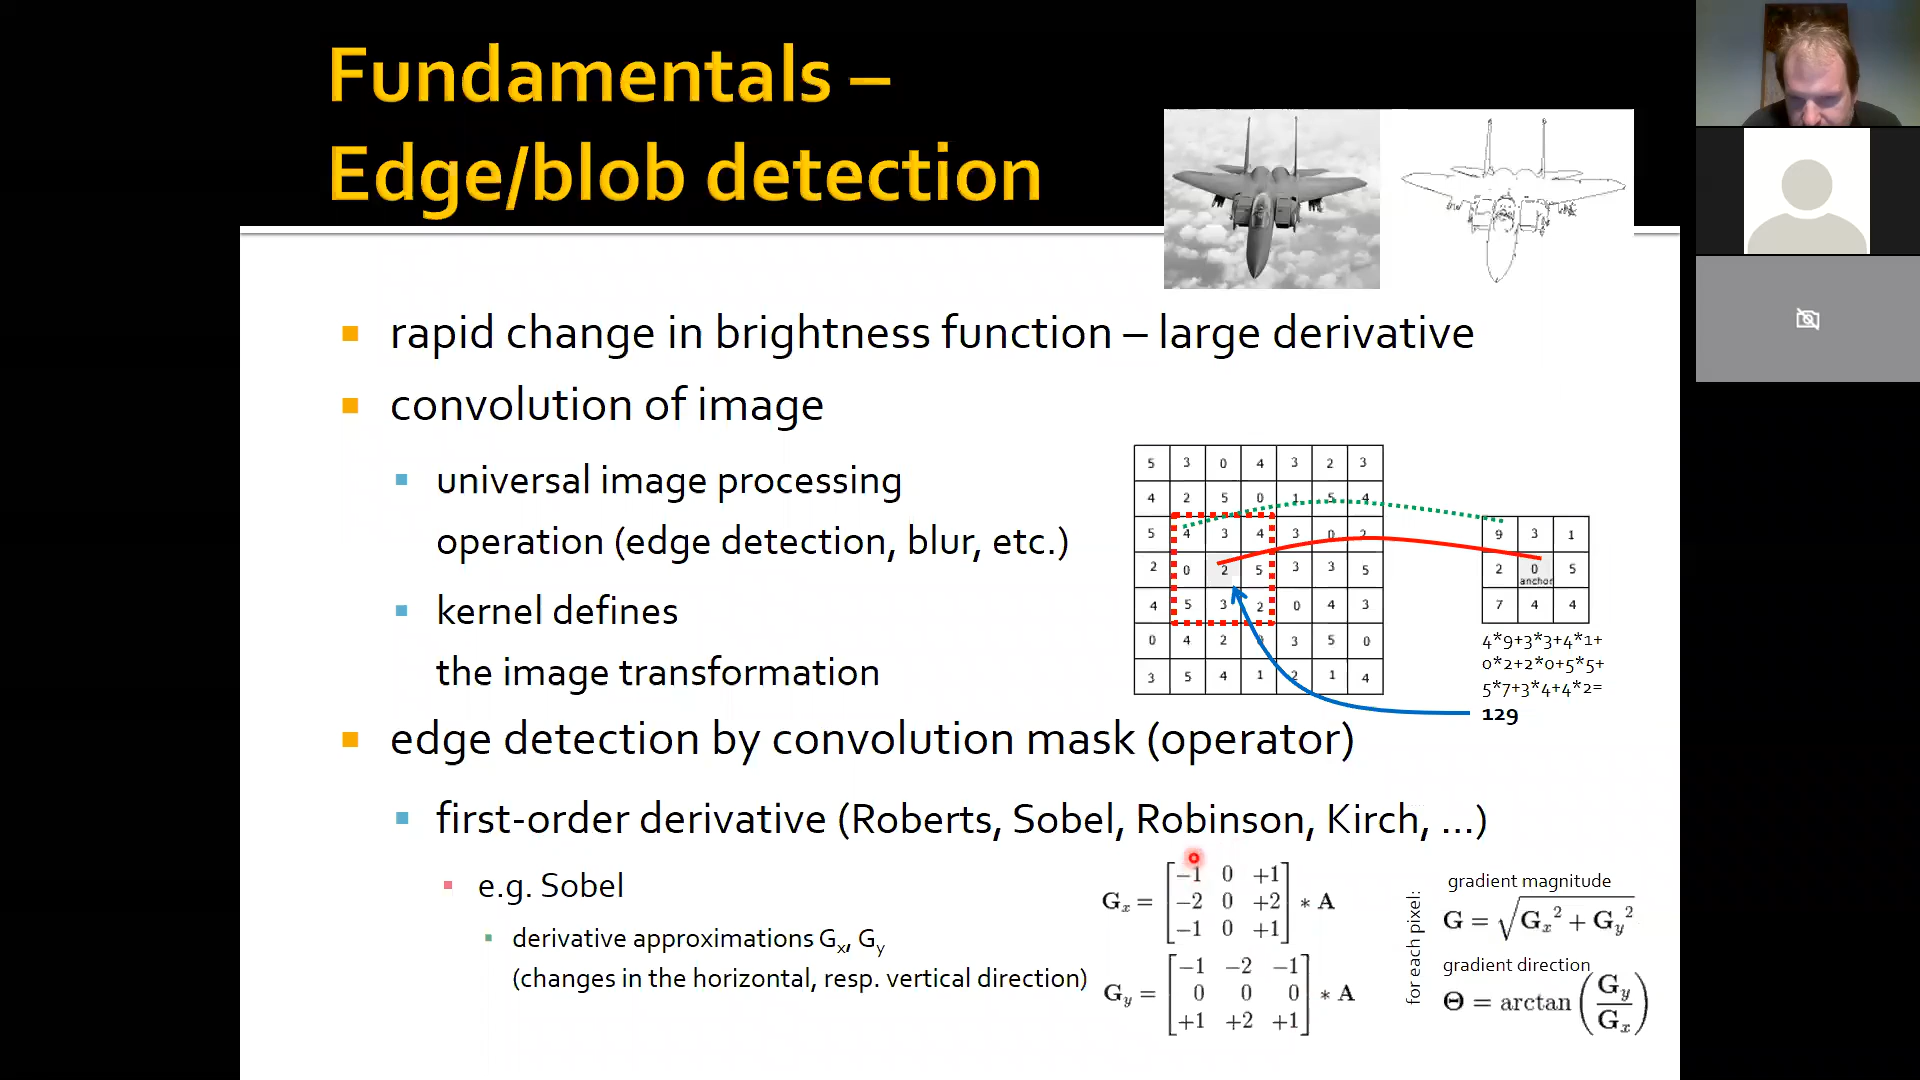 Fundamentals –
Edge/blob detection
rapid change in brightness function – large derivative
convolution of image
universal image processing
operation (edge detection, blur, etc.)
kernel defines
the image transformation
5 3 0 4 3 2 3
4 2 5 0 1 5 4
5 4 3 4 3 0 2
2 0 2 5 3 3 5
4 5 3 2 0 4 3
0 4 2 3 5 0
3 5 4 1 2 1 4
9 3 1
2 0 5
anchor
7 4 4
4*9+3*3+4*1+
0*2+2*0+5*5+
5*7+3*4+4*2=
129
edge detection by convolution mask (operator)
first-order derivative (Roberts, Sobel, Robinson, Kirch, ...)
e.g. Sobel
derivative approximations Gx, Gy
(changes in the horizontal, resp. vertical direction)
Gx = [−1 0 +1
−2 0 +2
−1 0 +1] * A
Gy = [−1 −2 −1
0 0 0
+1 +2 +1] * A
for each pixel:
gradient magnitude
G = √(Gx² + Gy²)
gradient direction
Θ = arctan (Gy / Gx)